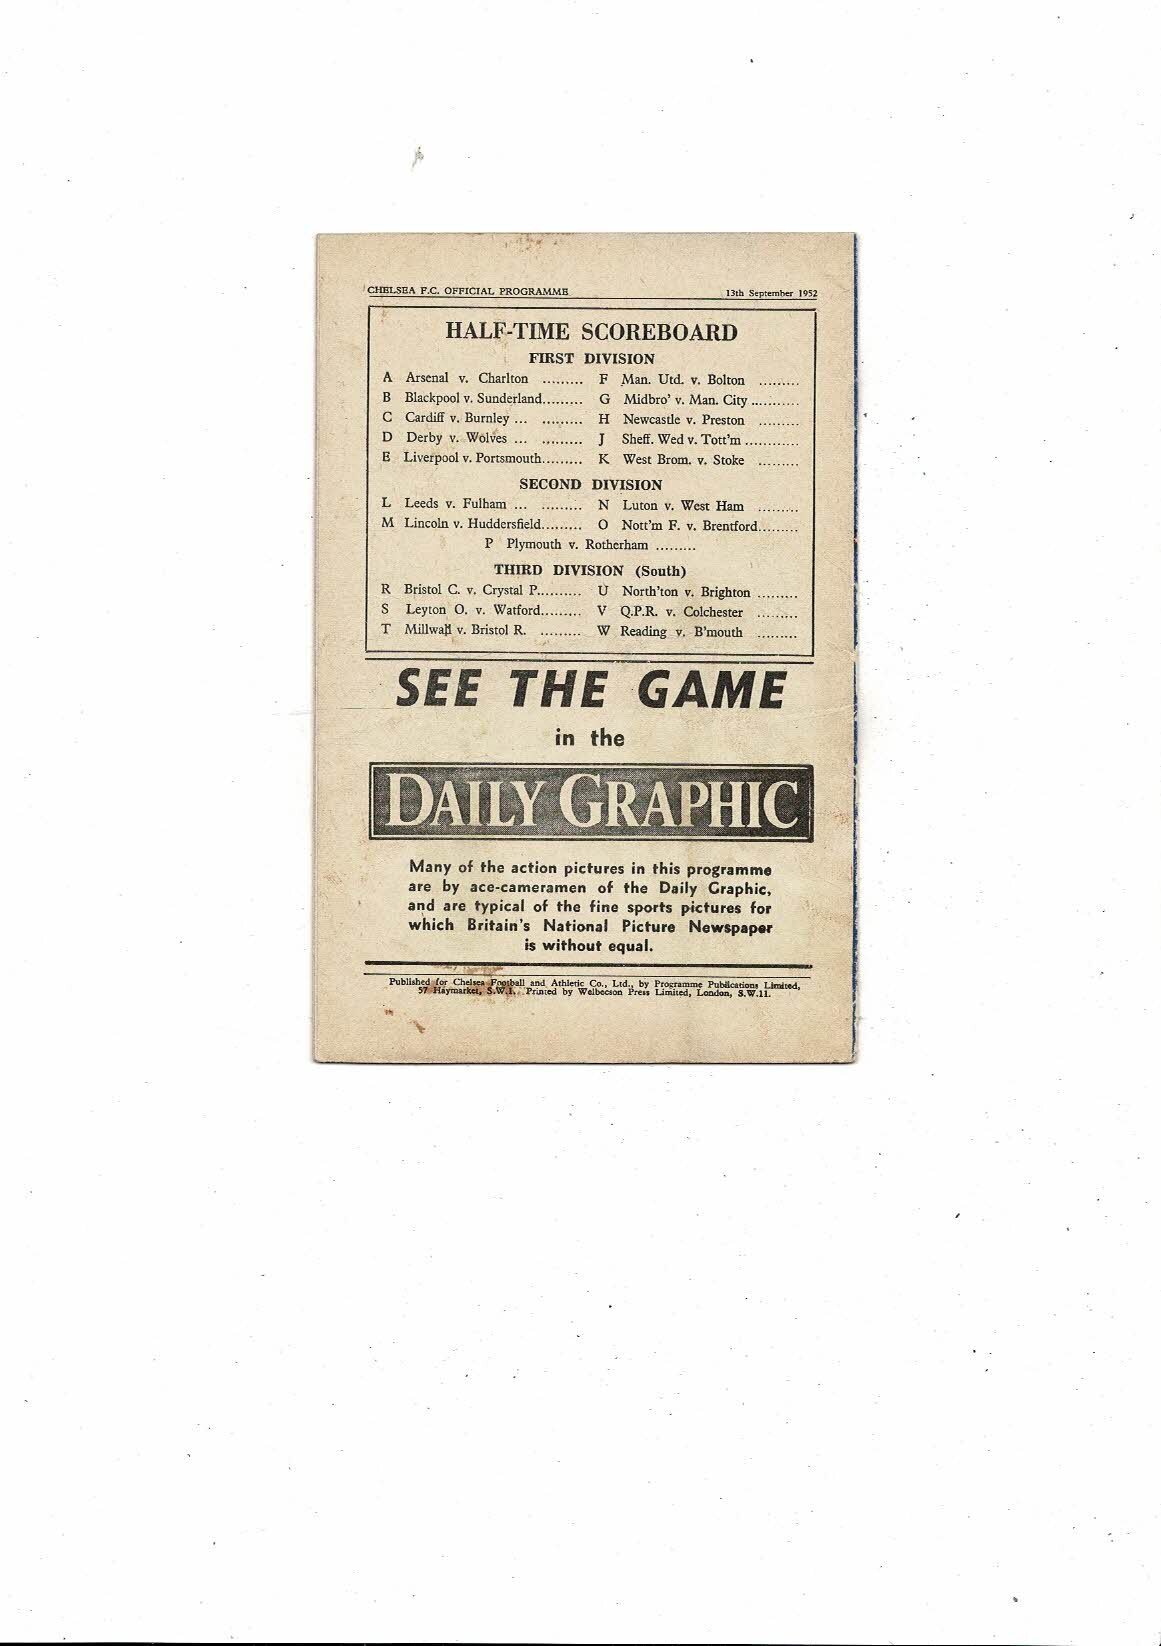 CHELSEA F.C. OFFICIAL PROGRAMME 13th September 1952
HALF-TIME SCOREBOARD
FIRST DIVISION
A Arsenal v. Charlton ......... F Man. Utd. v. Bolton .........
B Blackpool v. Sunderland......... G Midbro' v. Man. City ...........
C Cardiff v. Burnley ... ......... H Newcastle v. Preston .........
D Derby v. Wolves ... ......... J Sheff. Wed v. Tott'm ............
E Liverpool v. Portsmouth......... K West Brom. v. Stoke .........
SECOND DIVISION
L Leeds v. Fulham ... ......... N Luton v. West Ham .........
M Lincoln v. Huddersfield......... O Nott'm F. v. Brentford.........
P Plymouth v. Rotherham .........
THIRD DIVISION (South)
R Bristol C. v. Crystal P.......... U North'ton v. Brighton .........
S Leyton O. v. Watford......... V Q.P.R. v. Colchester .........
T Millwall v. Bristol R. ......... W Reading v. B'mouth .........
SEE THE GAME
in the
DAILY GRAPHIC
Many of the action pictures in this programme
are by ace-cameramen of the Daily Graphic,
and are typical of the fine sports pictures for
which Britain's National Picture Newspaper
is without equal.
Published for Chelsea Football and Athletic Co., Ltd., by Programme Publications Limited,
57 Haymarket, S.W.1. Printed by Welbecson Press Limited, London, S.W.11.